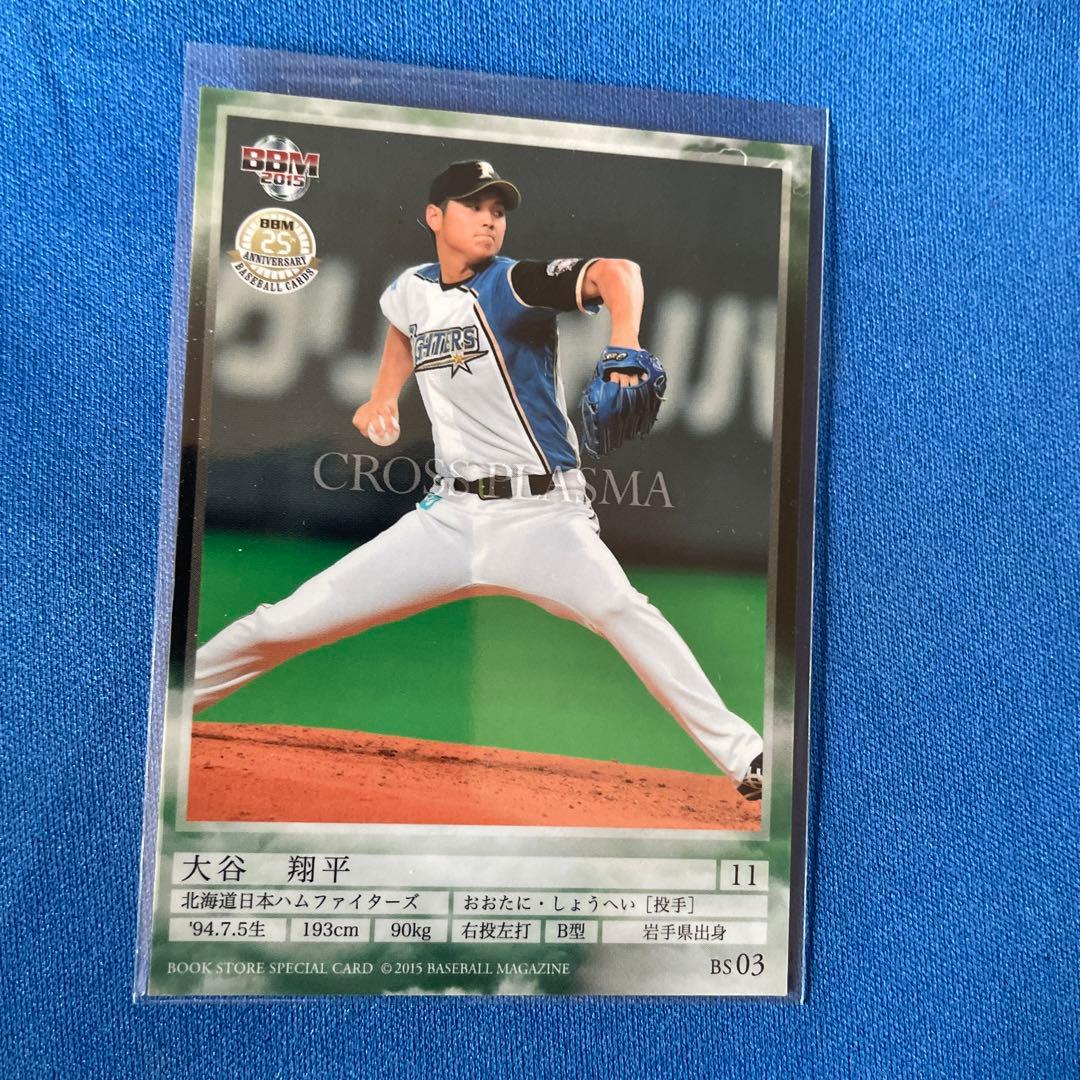 BBM
2015
BBM
25
ANNIVERSARY
BASEBALL CARDS
FIGHTERS
CROSS PLASMA
大谷 翔平 11
北海道日本ハムファイターズ おおたに・しょうへい [投手]
'94.7.5生 193cm 90kg 右投左打 B型 岩手県出身
BOOK STORE SPECIAL CARD © 2015 BASEBALL MAGAZINE BS 03